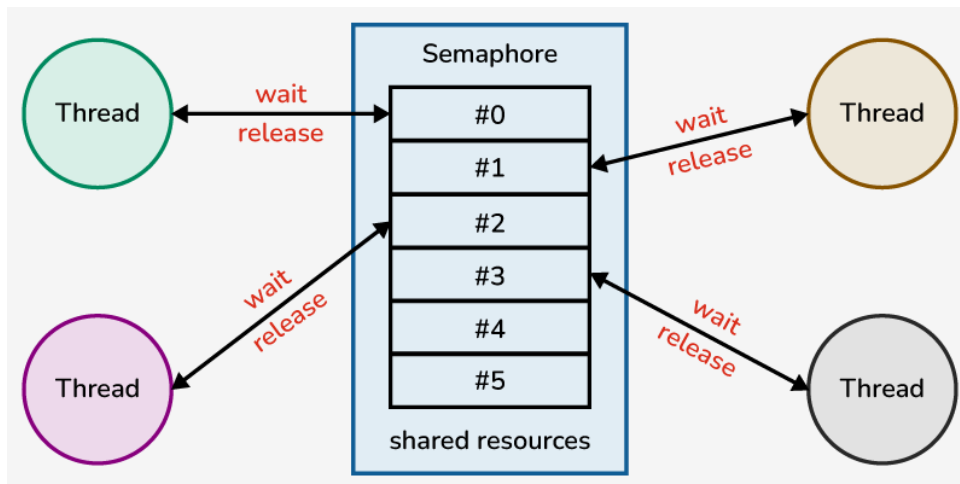 Semaphore
Thread
wait
release
#0
#1
#2
#3
#4
#5
shared resources
wait
release
Thread
Thread
wait
release
wait
release
Thread